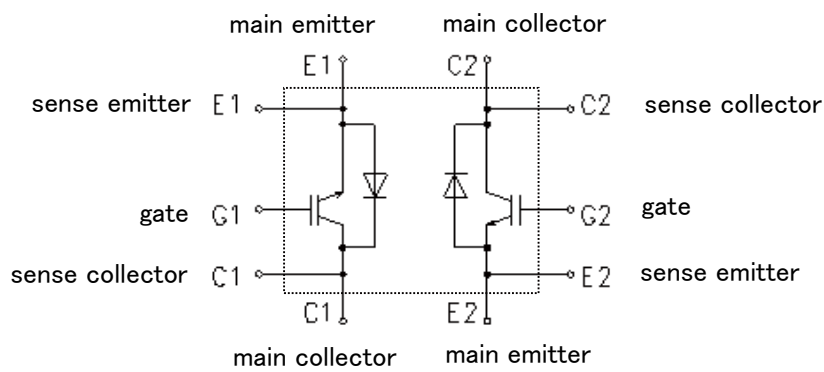 main emitter
main collector
E1
C2
sense emitter
E1
C2
sense collector
gate
G1
G2
gate
sense collector
C1
E2
sense emitter
C1
E2
main collector
main emitter